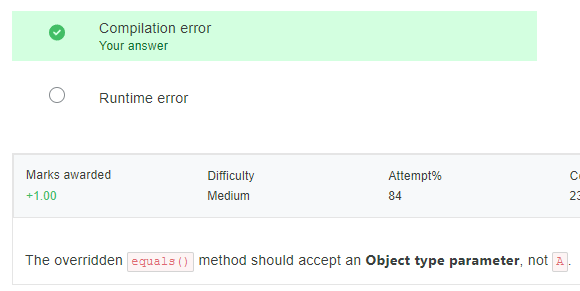 Compilation error
Your answer
Runtime error
Marks awarded Difficulty Attempt%
+1.00 Medium 84 23
The overridden equals() method should accept an Object type parameter, not A.